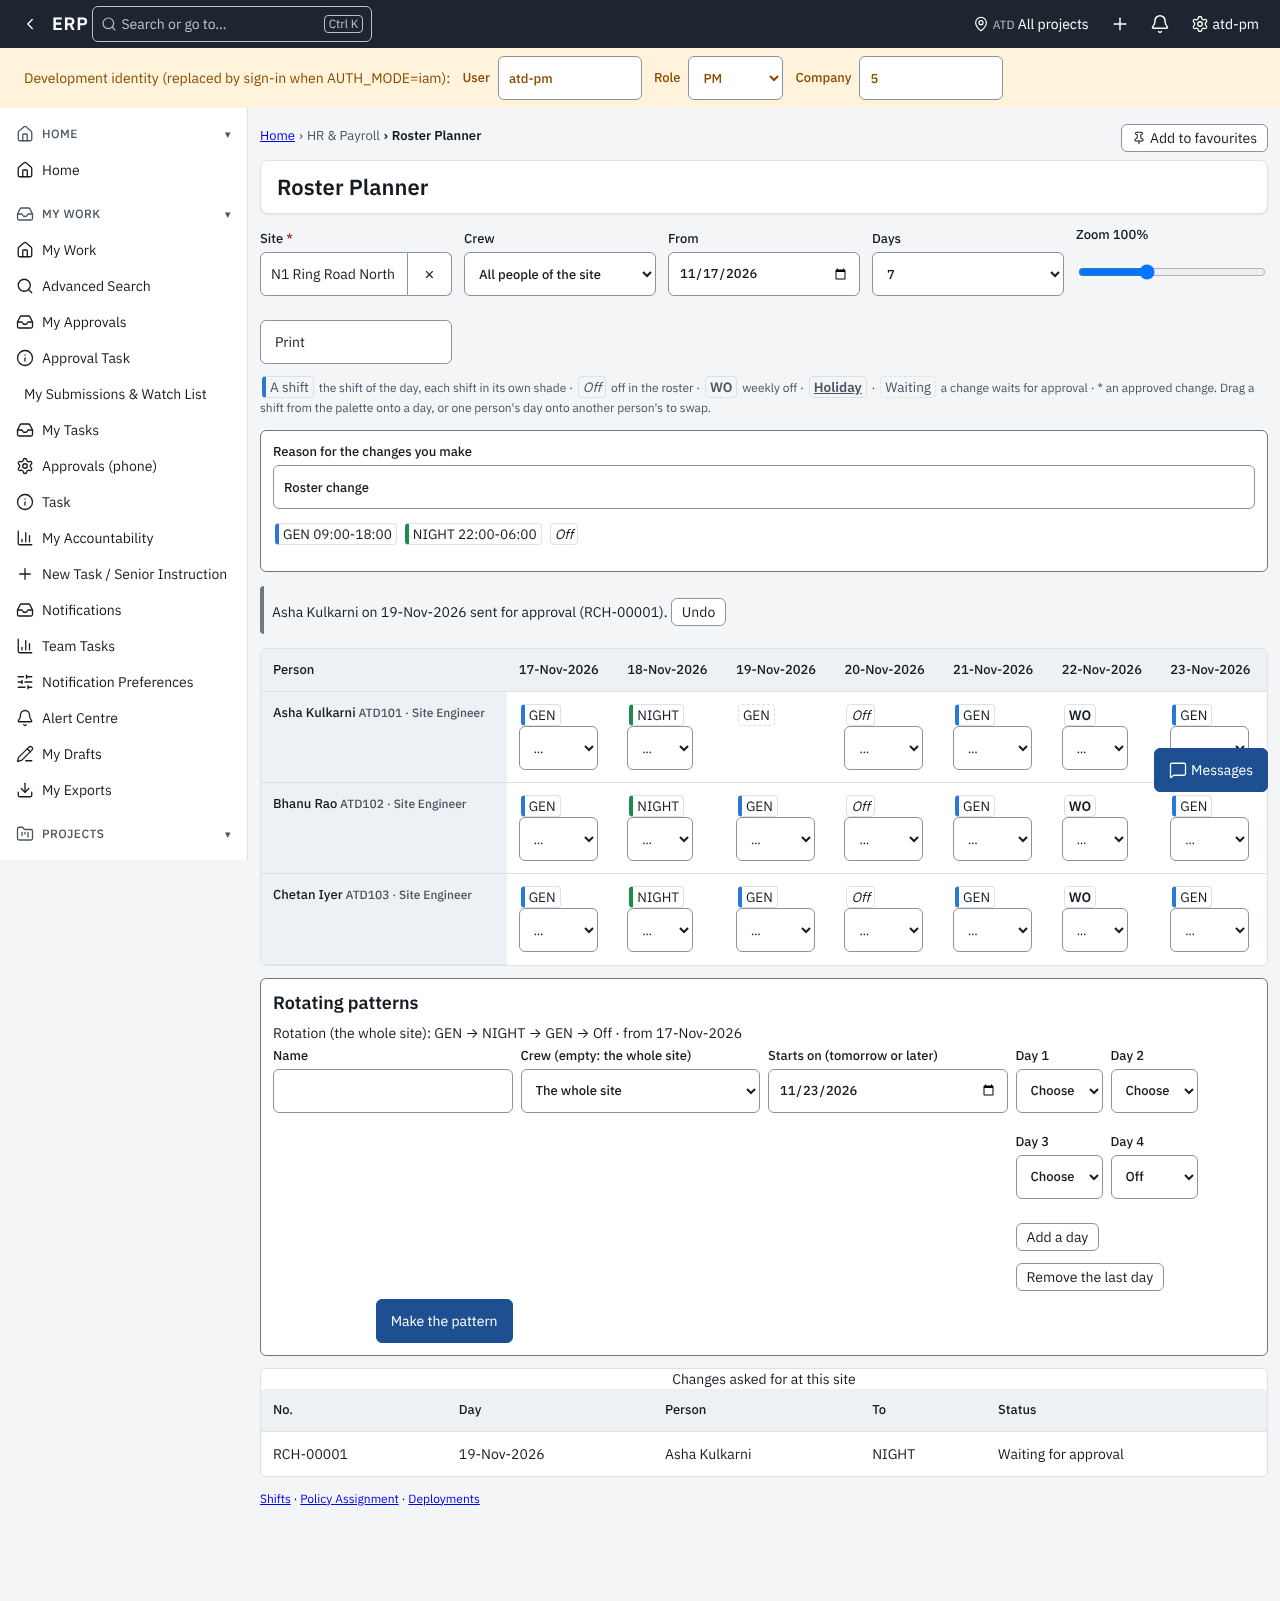 ERP Search or go to... Ctrl K ATD All projects atd-pm
Development identity (replaced by sign-in when AUTH_MODE=iam): User atd-pm Role PM Company 5
HOME
Home
MY WORK
My Work
Advanced Search
My Approvals
Approval Task
My Submissions & Watch List
My Tasks
Approvals (phone)
Task
My Accountability
New Task / Senior Instruction
Notifications
Team Tasks
Notification Preferences
Alert Centre
My Drafts
My Exports
PROJECTS
Home › HR & Payroll › Roster Planner
Add to favourites
Roster Planner
Site * Crew From Days Zoom 100%
N1 Ring Road North × All people of the site 11/17/2026 7
Print
A shift the shift of the day, each shift in its own shade · Off off in the roster · WO weekly off · Holiday · Waiting a change waits for approval · * an approved change. Drag a
shift from the palette onto a day, or one person's day onto another person's to swap.
Reason for the changes you make
Roster change
GEN 09:00-18:00 NIGHT 22:00-06:00 Off
Asha Kulkarni on 19-Nov-2026 sent for approval (RCH-00001). Undo
Person 17-Nov-2026 18-Nov-2026 19-Nov-2026 20-Nov-2026 21-Nov-2026 22-Nov-2026 23-Nov-2026
Asha Kulkarni ATD101 · Site Engineer GEN NIGHT GEN Off GEN WO GEN
... ... ... ... ...
Messages
Bhanu Rao ATD102 · Site Engineer GEN NIGHT GEN Off GEN WO GEN
... ... ... ... ... ... ...
Chetan Iyer ATD103 · Site Engineer GEN NIGHT GEN Off GEN WO GEN
... ... ... ... ... ... ...
Rotating patterns
Rotation (the whole site): GEN → NIGHT → GEN → Off · from 17-Nov-2026
Name Crew (empty: the whole site) Starts on (tomorrow or later) Day 1 Day 2
The whole site 11/23/2026 Choose Choose
Day 3 Day 4
Choose Off
Add a day
Remove the last day
Make the pattern
Changes asked for at this site
No. Day Person To Status
RCH-00001 19-Nov-2026 Asha Kulkarni NIGHT Waiting for approval
Shifts · Policy Assignment · Deployments